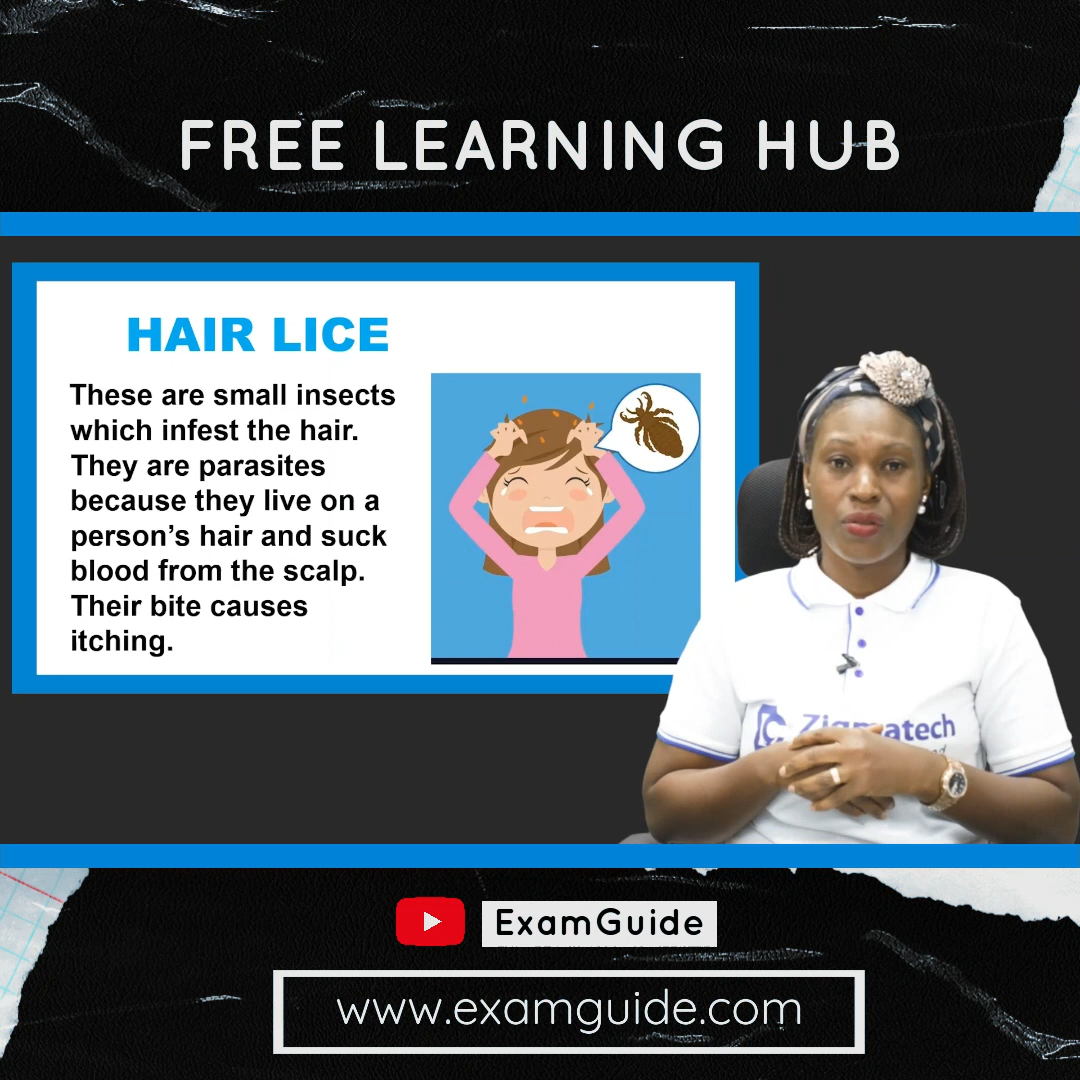 FREE LEARNING HUB
HAIR LICE
These are small insects
which infest the hair.
They are parasites
because they live on a
person’s hair and suck
blood from the scalp.
Their bite causes
itching.
ExamGuide
www.examguide.com